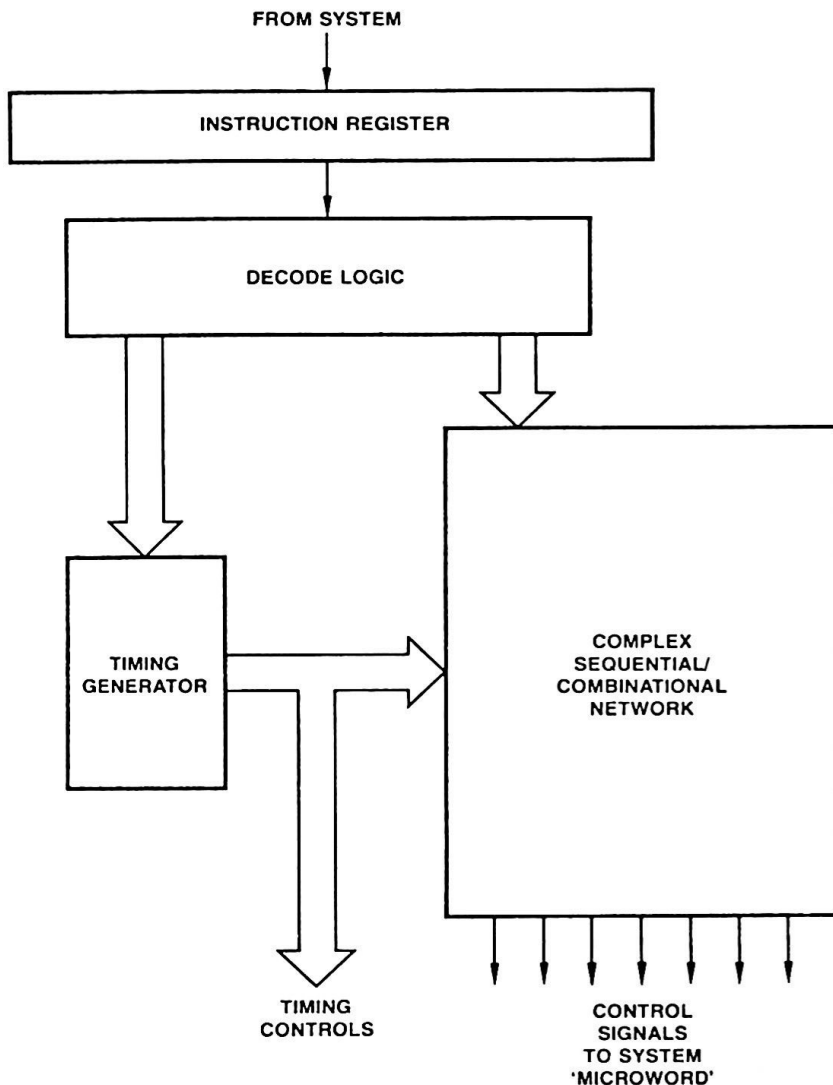 FROM SYSTEM
INSTRUCTION REGISTER
DECODE LOGIC
TIMING
GENERATOR
COMPLEX
SEQUENTIAL/
COMBINATIONAL
NETWORK
TIMING
CONTROLS
CONTROL
SIGNALS
TO SYSTEM
'MICROWORD'